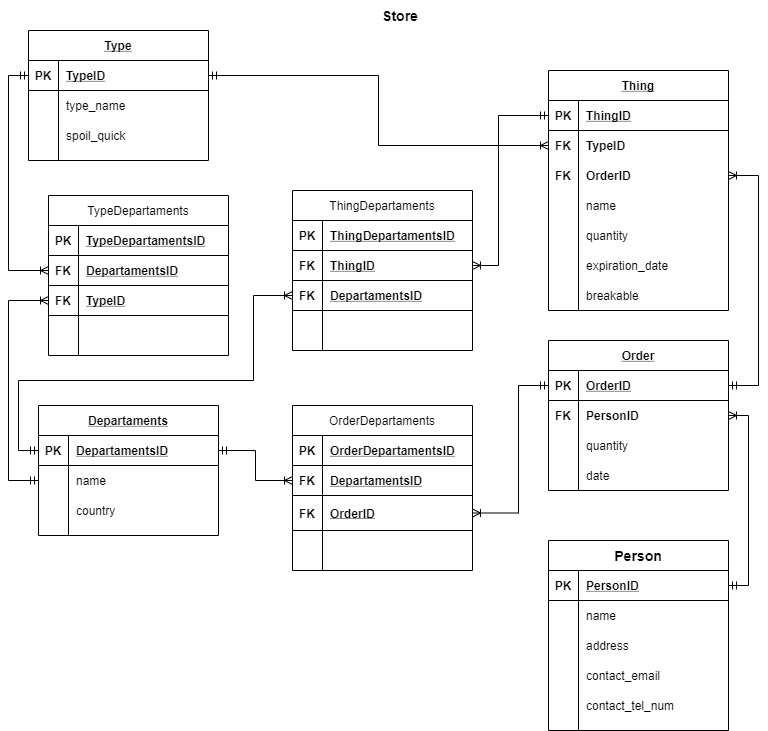 Store
Type
PK TypeID
type_name
spoil_quick
Thing
PK ThingID
FK TypeID
FK OrderID
name
quantity
expiration_date
breakable
TypeDepartaments
PK TypeDepartamentsID
FK DepartamentsID
FK TypeID
ThingDepartaments
PK ThingDepartamentsID
FK ThingID
FK DepartamentsID
Order
PK OrderID
FK PersonID
quantity
date
Departaments
PK DepartamentsID
name
country
OrderDepartaments
PK OrderDepartamentsID
FK DepartamentsID
FK OrderID
Person
PK PersonID
name
address
contact_email
contact_tel_num